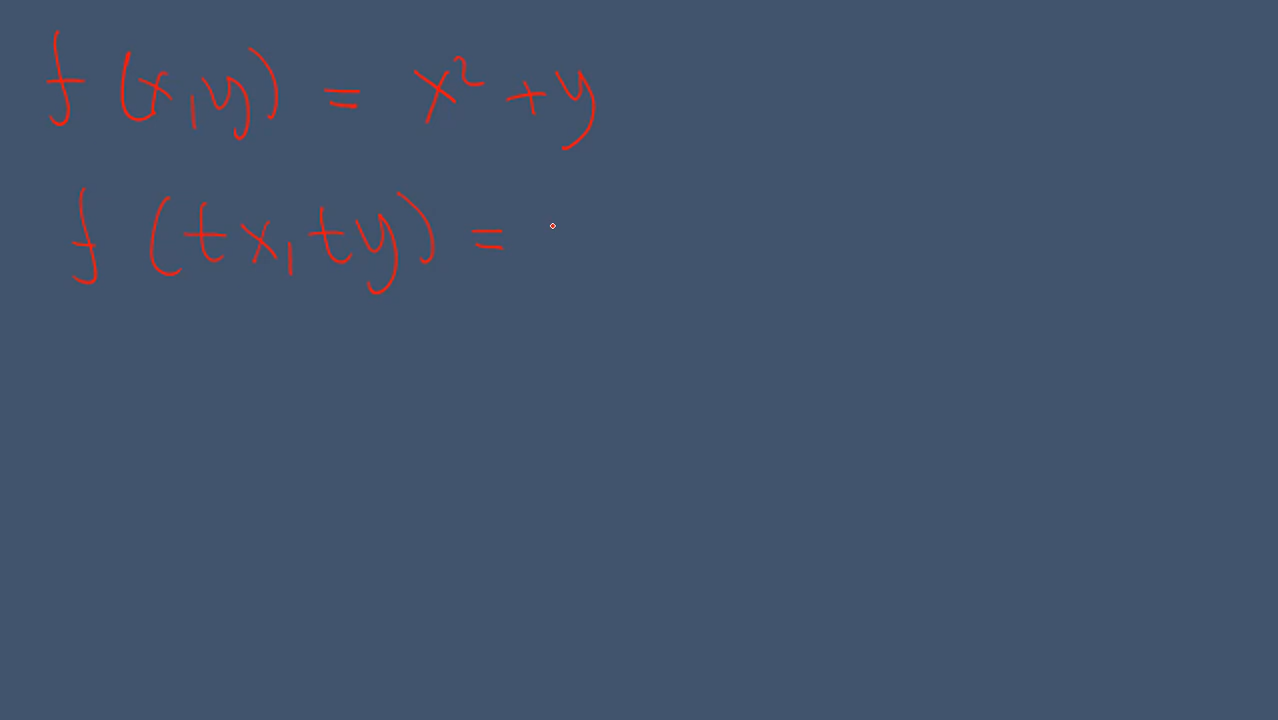 f(x,y) = x² + y
f(tx,ty) =